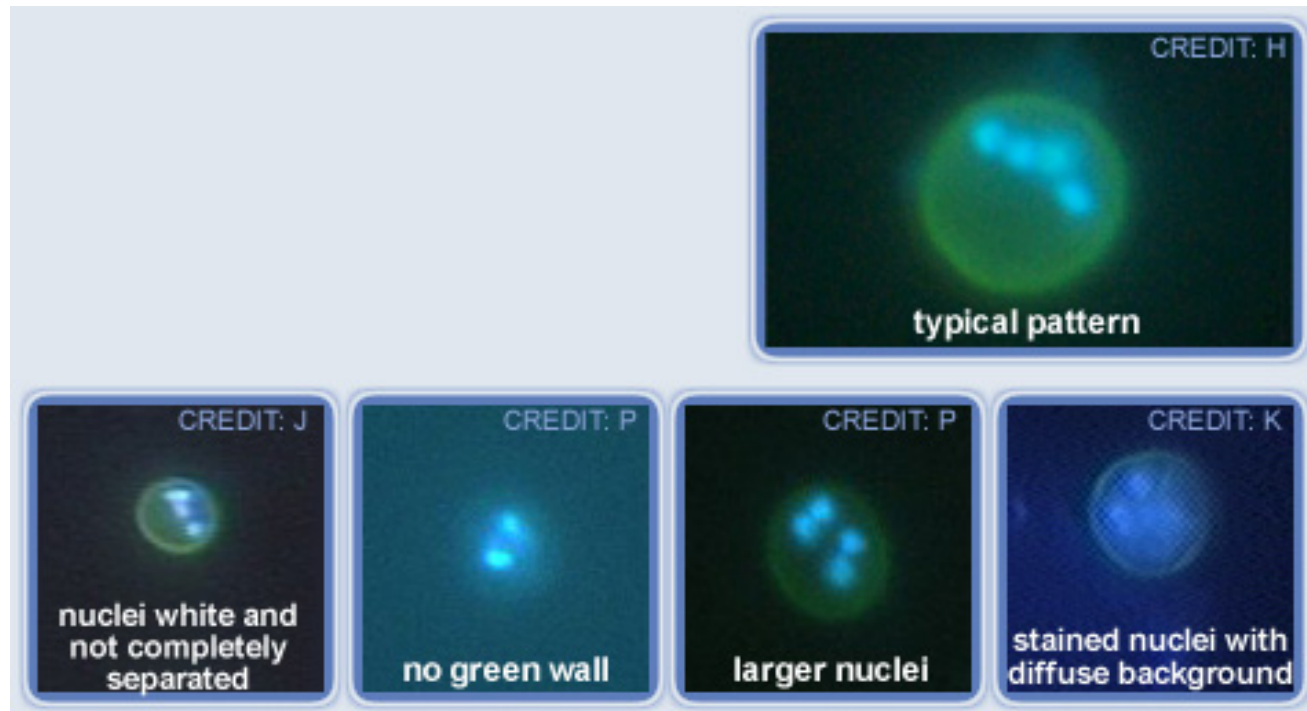 CREDIT: H
typical pattern
CREDIT: J
nuclei white and
not completely
separated
CREDIT: P
no green wall
CREDIT: P
larger nuclei
CREDIT: K
stained nuclei with
diffuse background